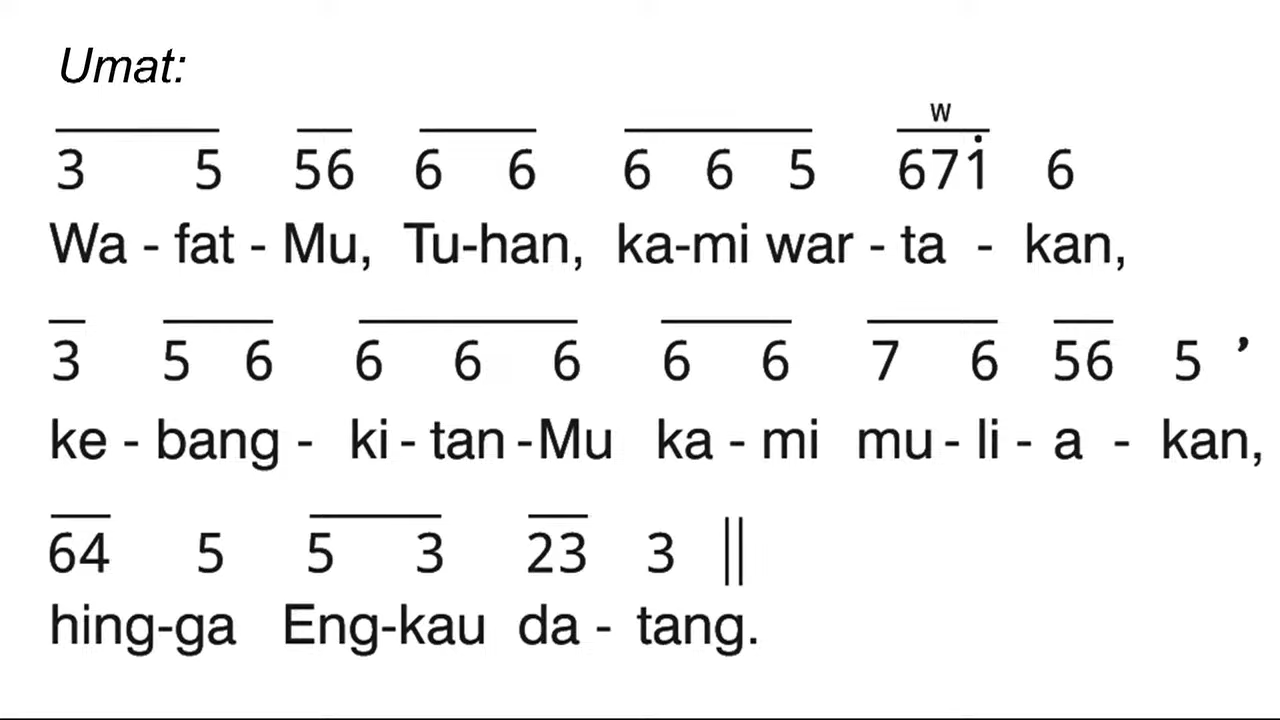 Umat:
w
3 5 56 6 6 6 6 5 671̇ 6
Wa - fat - Mu, Tu-han, ka-mi war - ta - kan,
3 5 6 6 6 6 6 6 7 6 56 5 ,
ke - bang - ki - tan -Mu ka - mi mu - li - a - kan,
64 5 5 3 23 3 ||
hing-ga Eng-kau da - tang.